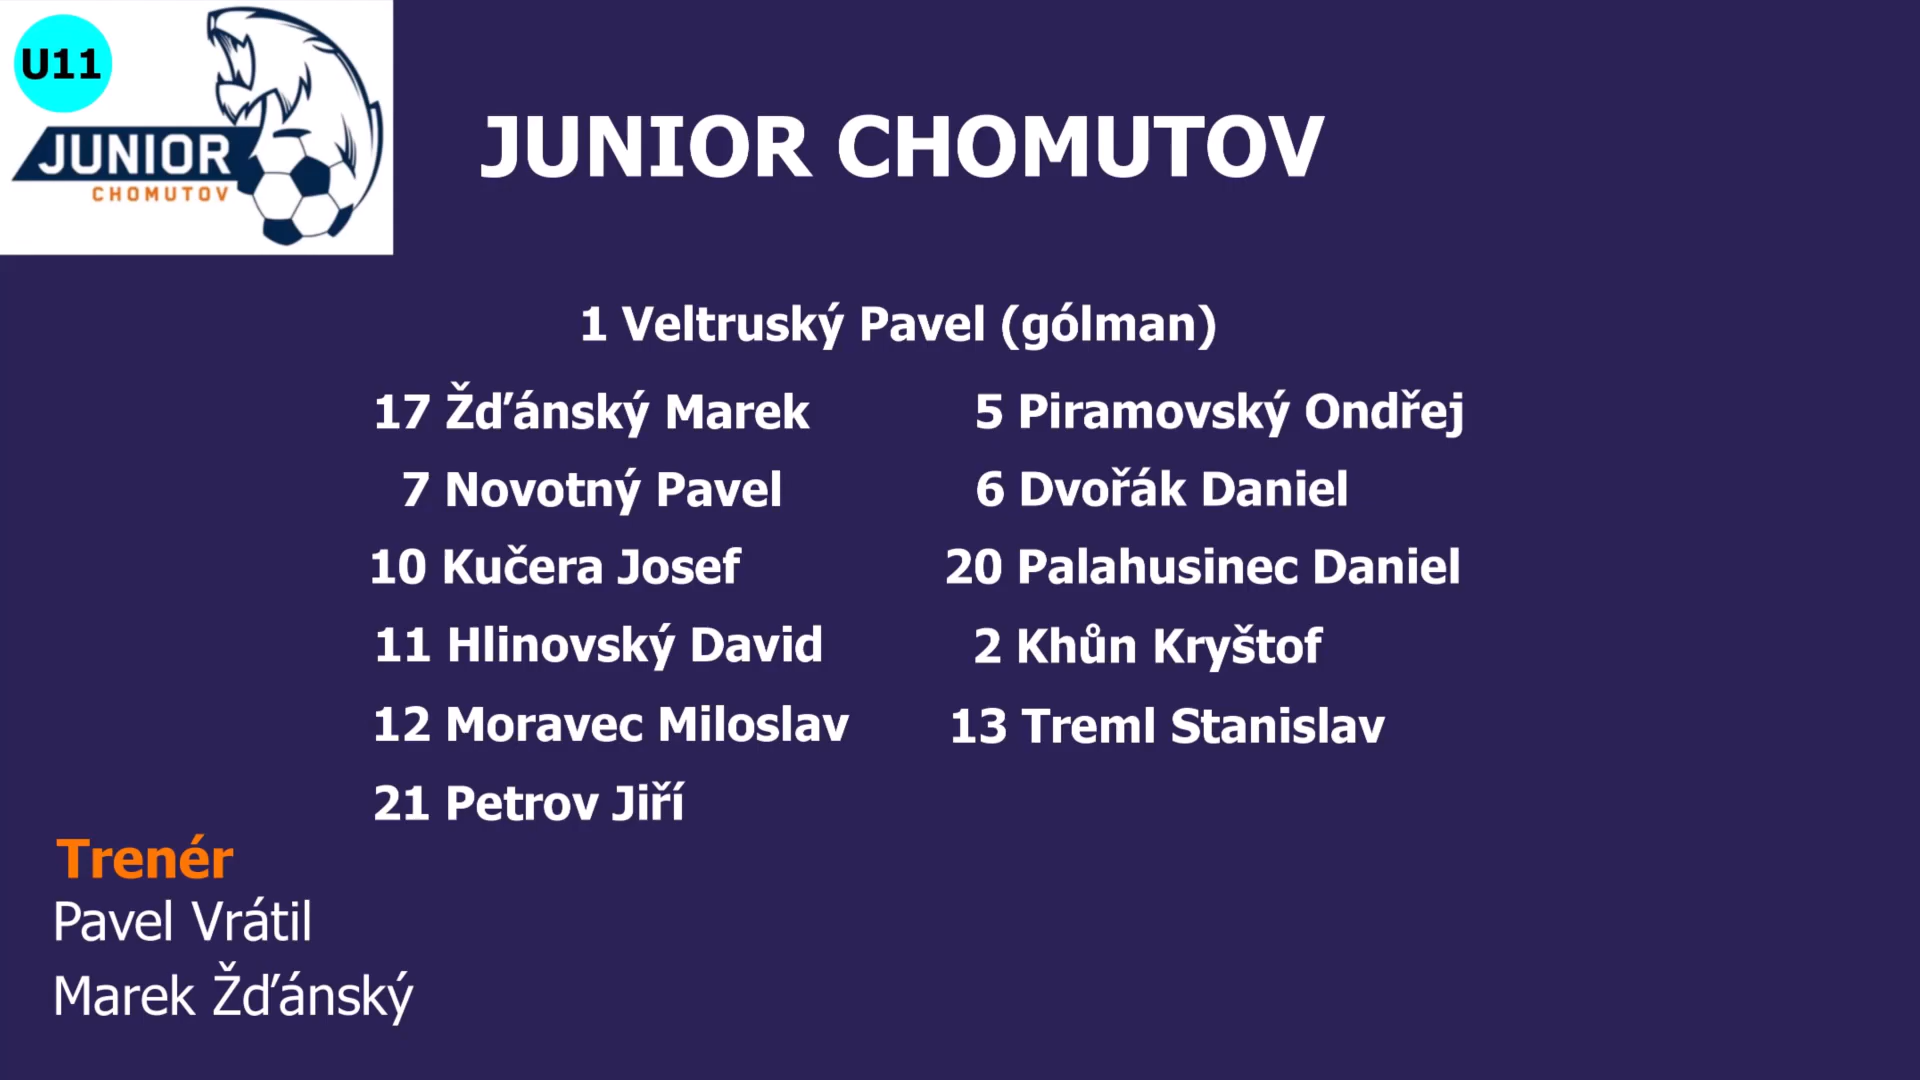 U11
JUNIOR
CHOMUTOV
JUNIOR CHOMUTOV
1 Veltruský Pavel (gólman)
17 Žďánský Marek
7 Novotný Pavel
10 Kučera Josef
11 Hlinovský David
12 Moravec Miloslav
21 Petrov Jiří
5 Piramovský Ondřej
6 Dvořák Daniel
20 Palahusinec Daniel
2 Khůn Kryštof
13 Treml Stanislav
Trenér
Pavel Vrátil
Marek Žďánský